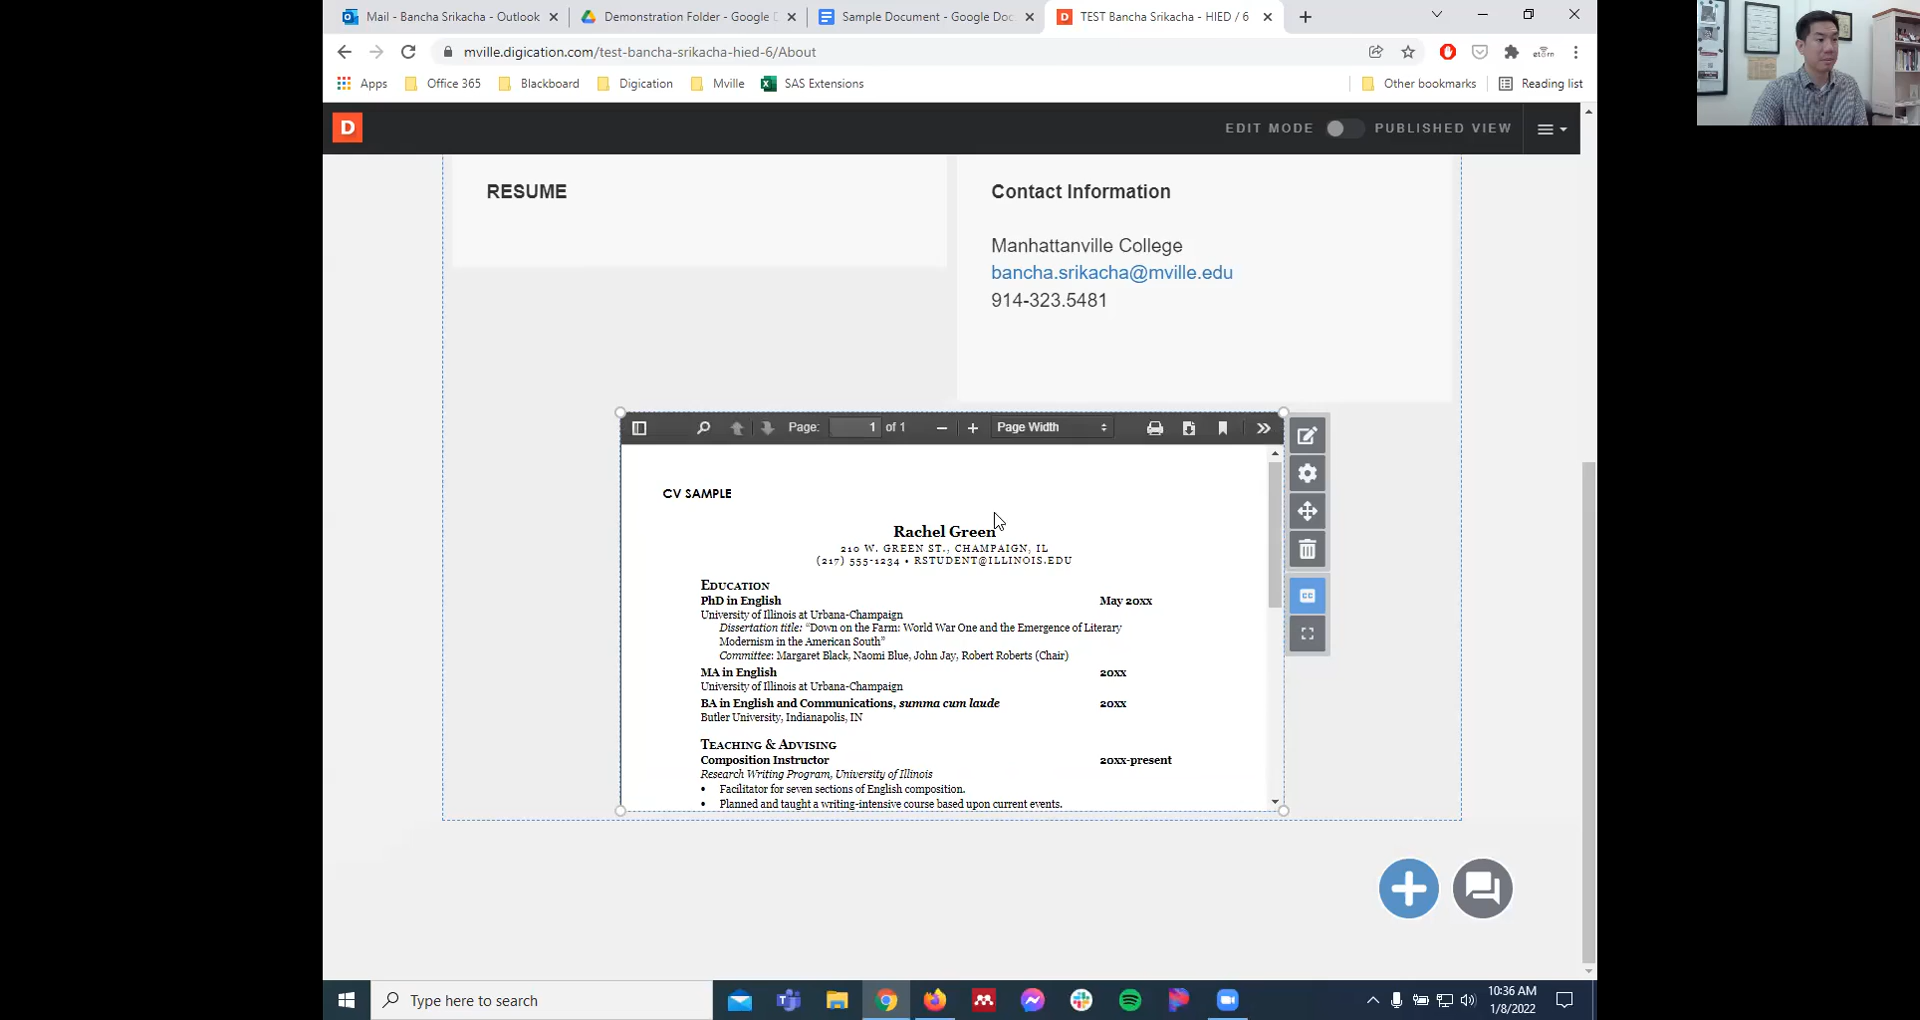 Mail - Bancha Srikacha - Outlook
Demonstration Folder - Google D
Sample Document - Google Doc
TEST Bancha Srikacha - HIED / 6
mville.digication.com/test-bancha-srikacha-hied-6/About
Apps
Office 365
Blackboard
Digication
Mville
SAS Extensions
Other bookmarks
Reading list
D
EDIT MODE
PUBLISHED VIEW
RESUME
Contact Information
Manhattanville College
bancha.srikacha@mville.edu
914-323.5481
Page: 1 of 1
Page Width
CV SAMPLE
Rachel Green
210 W. GREEN ST., CHAMPAIGN, IL
(217) 555-1234 • RSTUDENT@ILLINOIS.EDU
EDUCATION
PhD in English May 20xx
University of Illinois at Urbana-Champaign
Dissertation title: “Down on the Farm: World War One and the Emergence of Literary
Modernism in the American South”
Committee: Margaret Black, Naomi Blue, John Jay, Robert Roberts (Chair)
MA in English 20xx
University of Illinois at Urbana-Champaign
BA in English and Communications, summa cum laude 20xx
Butler University, Indianapolis, IN
TEACHING & ADVISING
Composition Instructor 20xx-present
Research Writing Program, University of Illinois
• Facilitator for seven sections of English composition.
• Planned and taught a writing-intensive course based upon current events.
CC
Type here to search
10:36 AM
1/8/2022